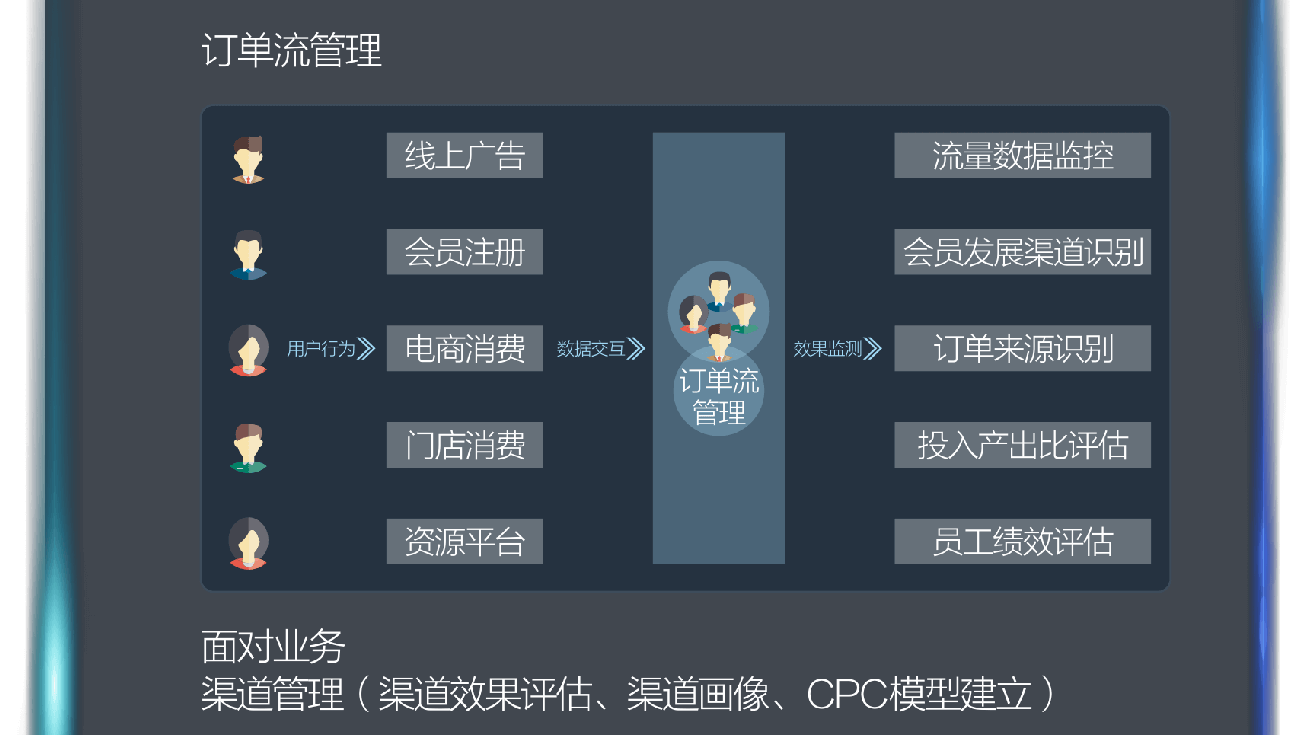 订单流管理
线上广告
流量数据监控
会员注册
会员发展渠道识别
用户行为
电商消费
数据交互
订单流
管理
效果监测
订单来源识别
门店消费
投入产出比评估
资源平台
员工绩效评估
面对业务
渠道管理（渠道效果评估、渠道画像、CPC模型建立）